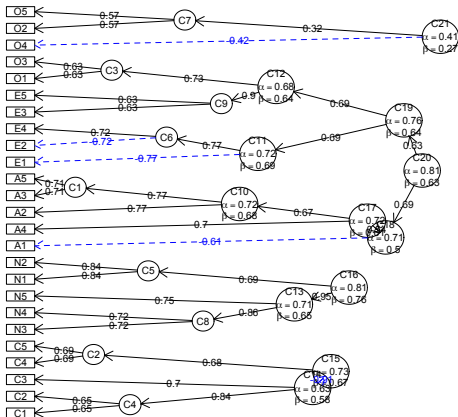 O5
0.57
C7
0.57
O2
0.32
C21
α = 0.41
β = 0.27
O4
0.42
O3
0.63
C3
0.63
O1
0.73
C12
α = 0.68
β = 0.64
E5
0.63
C9
0.9
0.63
E3
0.69
C19
α = 0.76
β = 0.64
E4
0.72
C6
0.72
E2
0.77
C11
α = 0.72
β = 0.69
0.69
0.63
E1
0.77
C20
α = 0.81
β = 0.63
A5
0.71
C1
0.71
A3
0.77
C10
α = 0.72
β = 0.68
0.69
A2
0.77
0.67
C17
A4
0.7
α = 0.71
β = 0.5
A1
0.61
N2
0.84
C5
0.84
N1
0.69
C16
α = 0.81
β = 0.76
N5
0.75
C13
α = 0.71
β = 0.65
0.95
N4
0.72
C8
0.86
0.72
N3
C5
0.69
C2
0.69
C4
0.68
C15
α = 0.73
C3
0.7
α = 0.63
β = 0.58
C2
0.65
C4
0.84
0.65
C1